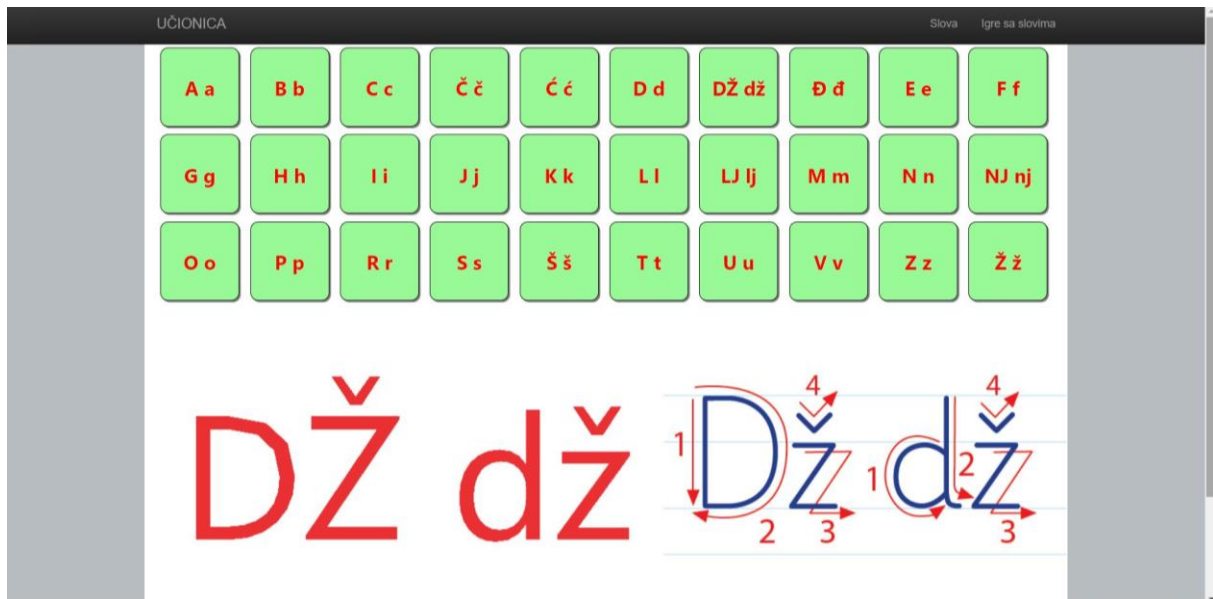 UČIONICA Slova Igre sa slovima
A a B b C c Č č Ć ć D d DŽ dž Đ đ E e F f
G g H h I i J j K k L l LJ lj M m N n NJ nj
O o P p R r S s Š š T t U u V v Z z Ž ž
DŽ dž
Dž dž
1 2 3 4 1 2 3 4